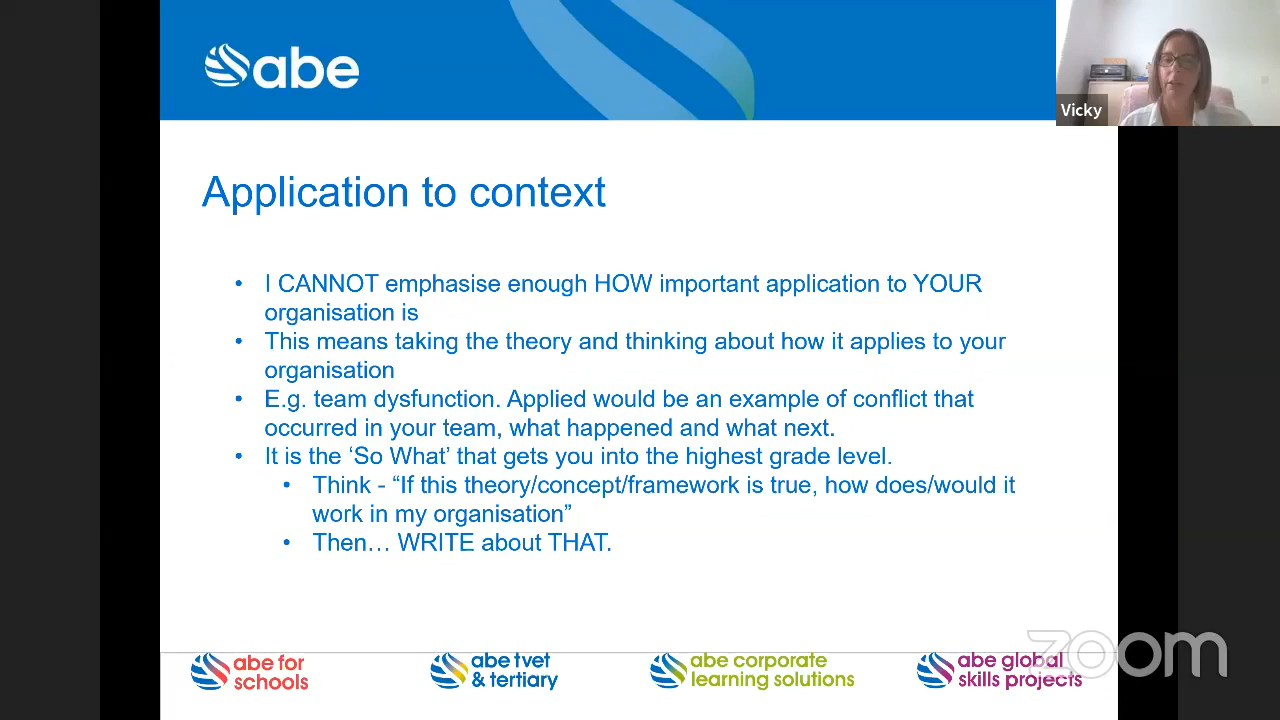 abe
Vicky
Application to context
• I CANNOT emphasise enough HOW important application to YOUR
organisation is
• This means taking the theory and thinking about how it applies to your
organisation
• E.g. team dysfunction. Applied would be an example of conflict that
occurred in your team, what happened and what next.
• It is the ‘So What’ that gets you into the highest grade level.
• Think - “If this theory/concept/framework is true, how does/would it
work in my organisation”
• Then… WRITE about THAT.
abe for
schools
abe tvet
& tertiary
abe corporate
learning solutions
abe global
skills projects
zoom